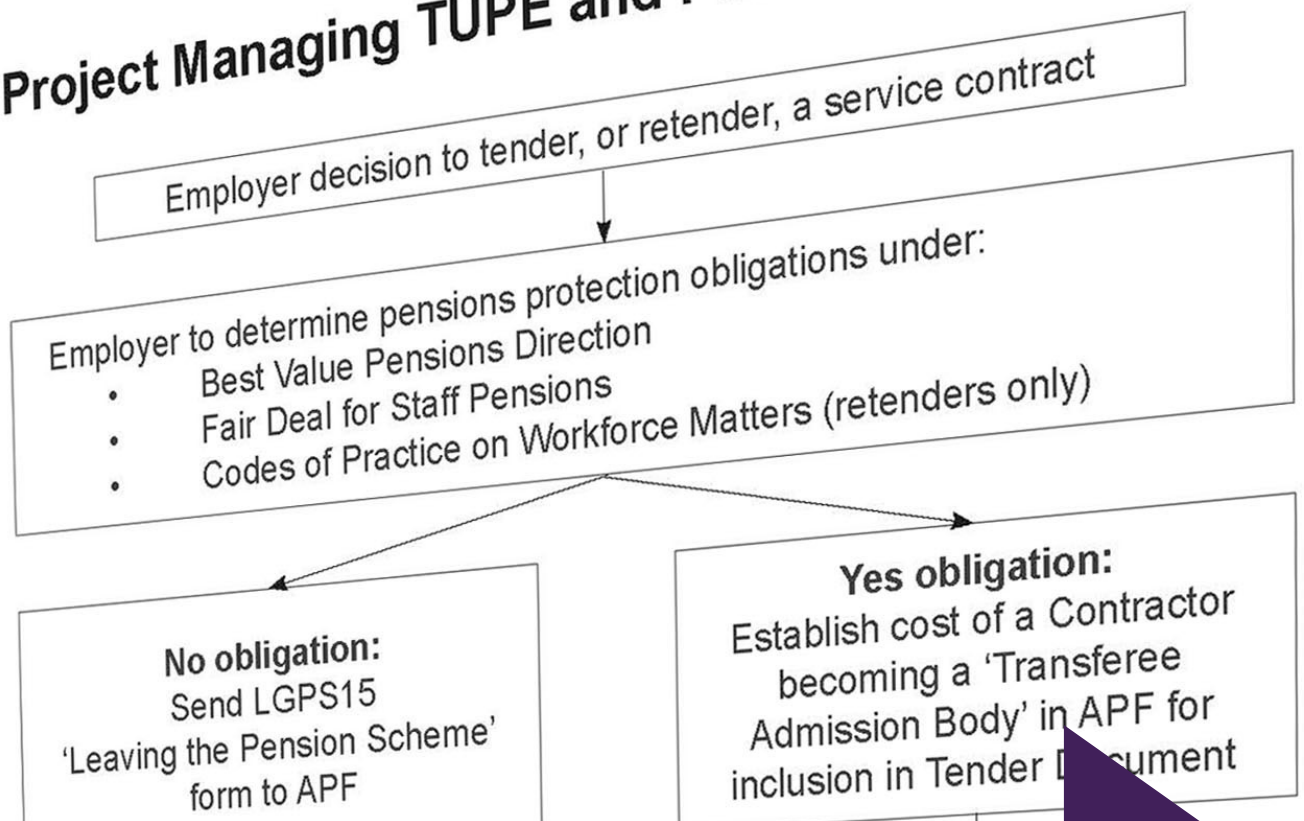 Project Managing TUPE and
Employer decision to tender, or retender, a service contract
Employer to determine pensions protection obligations under:
• Best Value Pensions Direction
• Fair Deal for Staff Pensions
• Codes of Practice on Workforce Matters (retenders only)
No obligation:
Send LGPS15
‘Leaving the Pension Scheme’
form to APF
Yes obligation:
Establish cost of a Contractor
becoming a ‘Transferee
Admission Body’ in APF for
inclusion in Tender